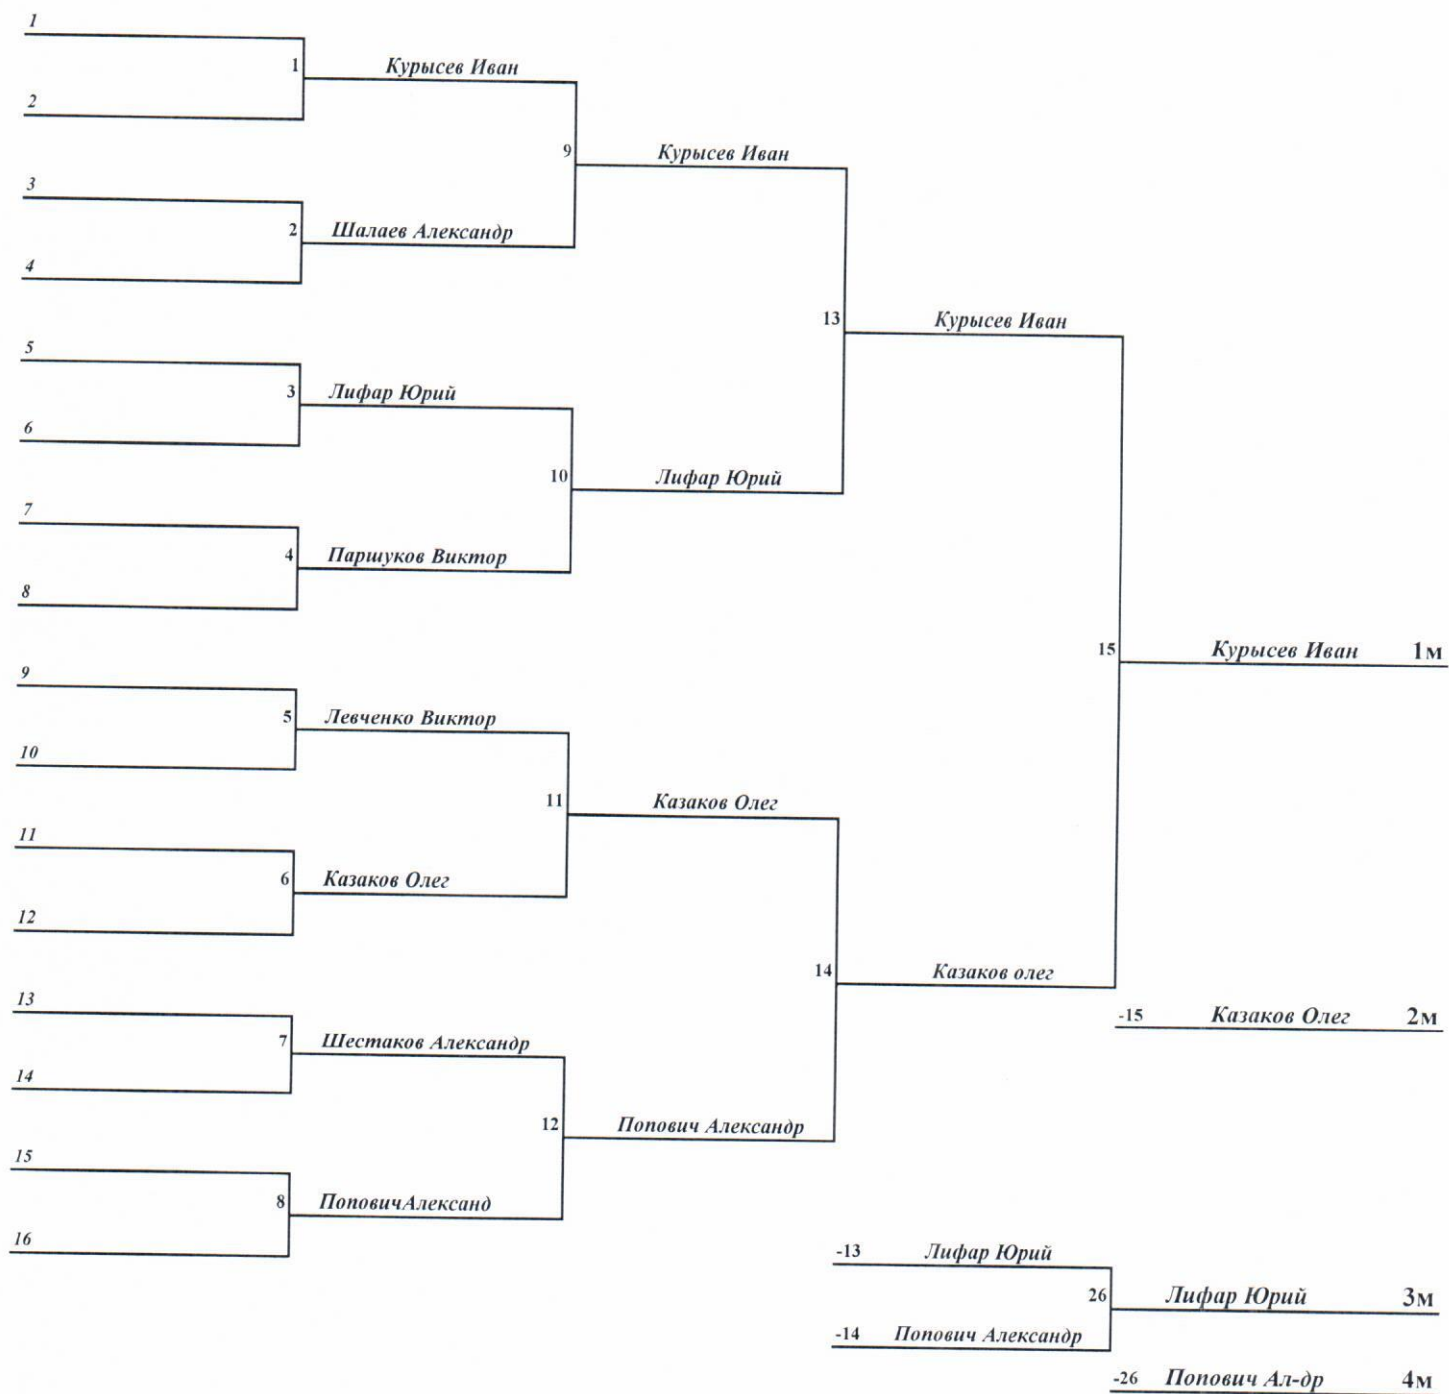 1
1 Курысев Иван
2
9 Курысев Иван
3
2 Шалаев Александр
4
13 Курысев Иван
5
3 Лифар Юрий
6
10 Лифар Юрий
7
4 Паршуков Виктор
8
15 Курысев Иван 1м
9
5 Левченко Виктор
10
11 Казаков Олег
11
6 Казаков Олег
12
14 Казаков олег
13
-15 Казаков Олег 2м
7 Шестаков Александр
14
12 Попович Александр
15
8 ПоповичАлександ
16
-13 Лифар Юрий
26 Лифар Юрий 3м
-14 Попович Александр
-26 Попович Ал-др 4м